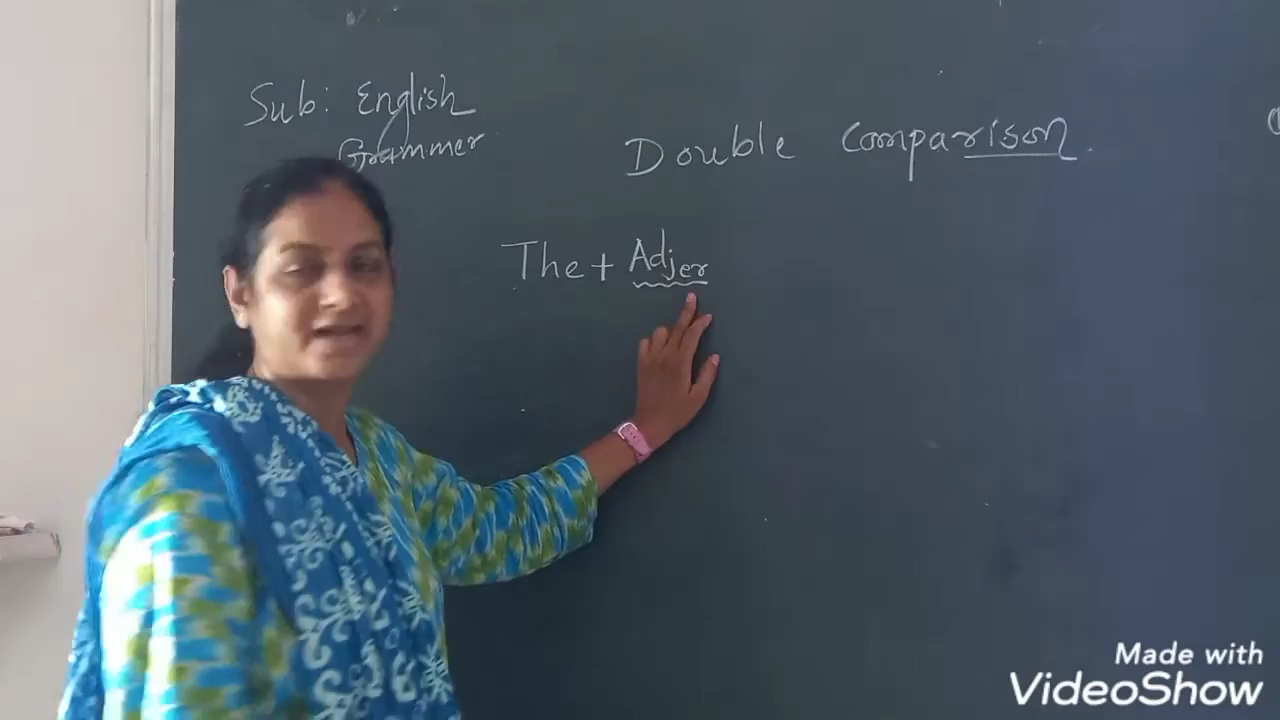 Sub: English
Grammer
Double Comparison.
The + Adjer
Made with
VideoShow